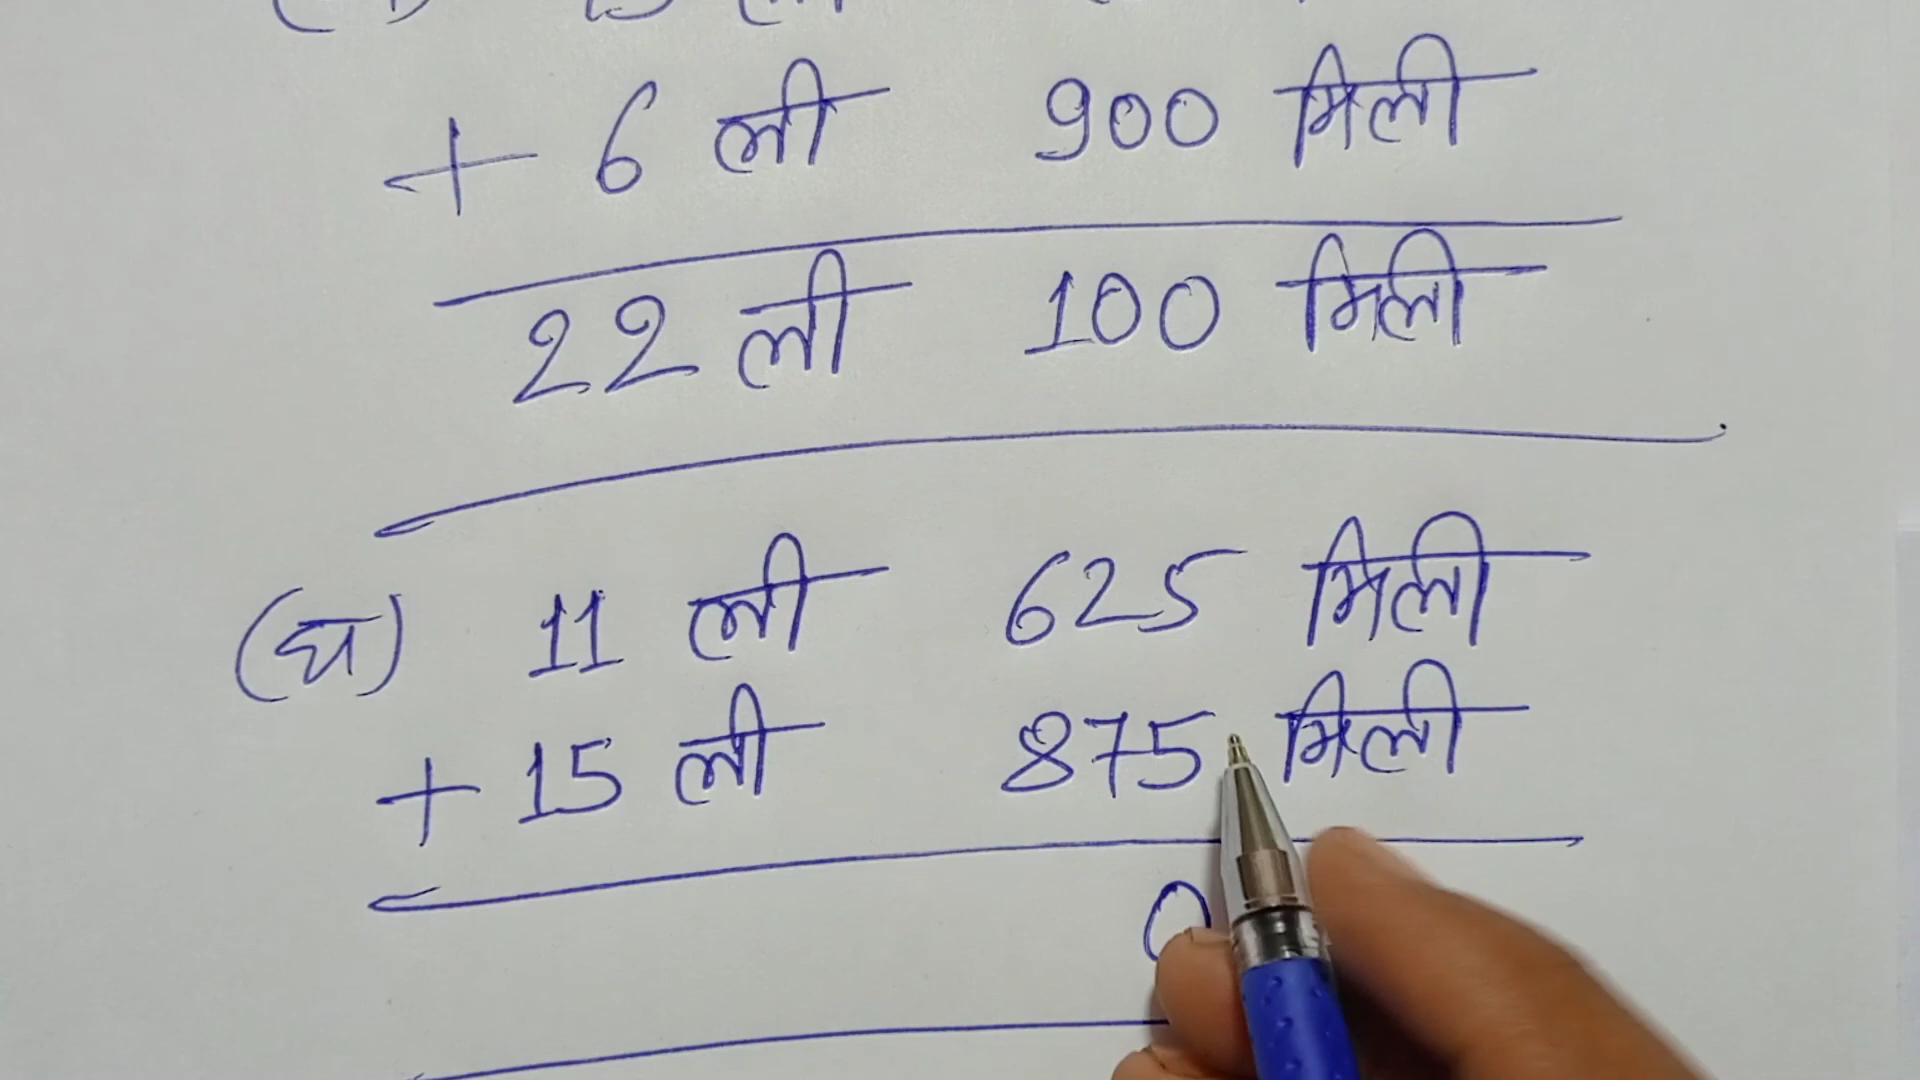 + 6 ली 900 मिली
22 ली 100 मिली
(घ) 11 ली 625 मिली
+ 15 ली 875 मिली
0